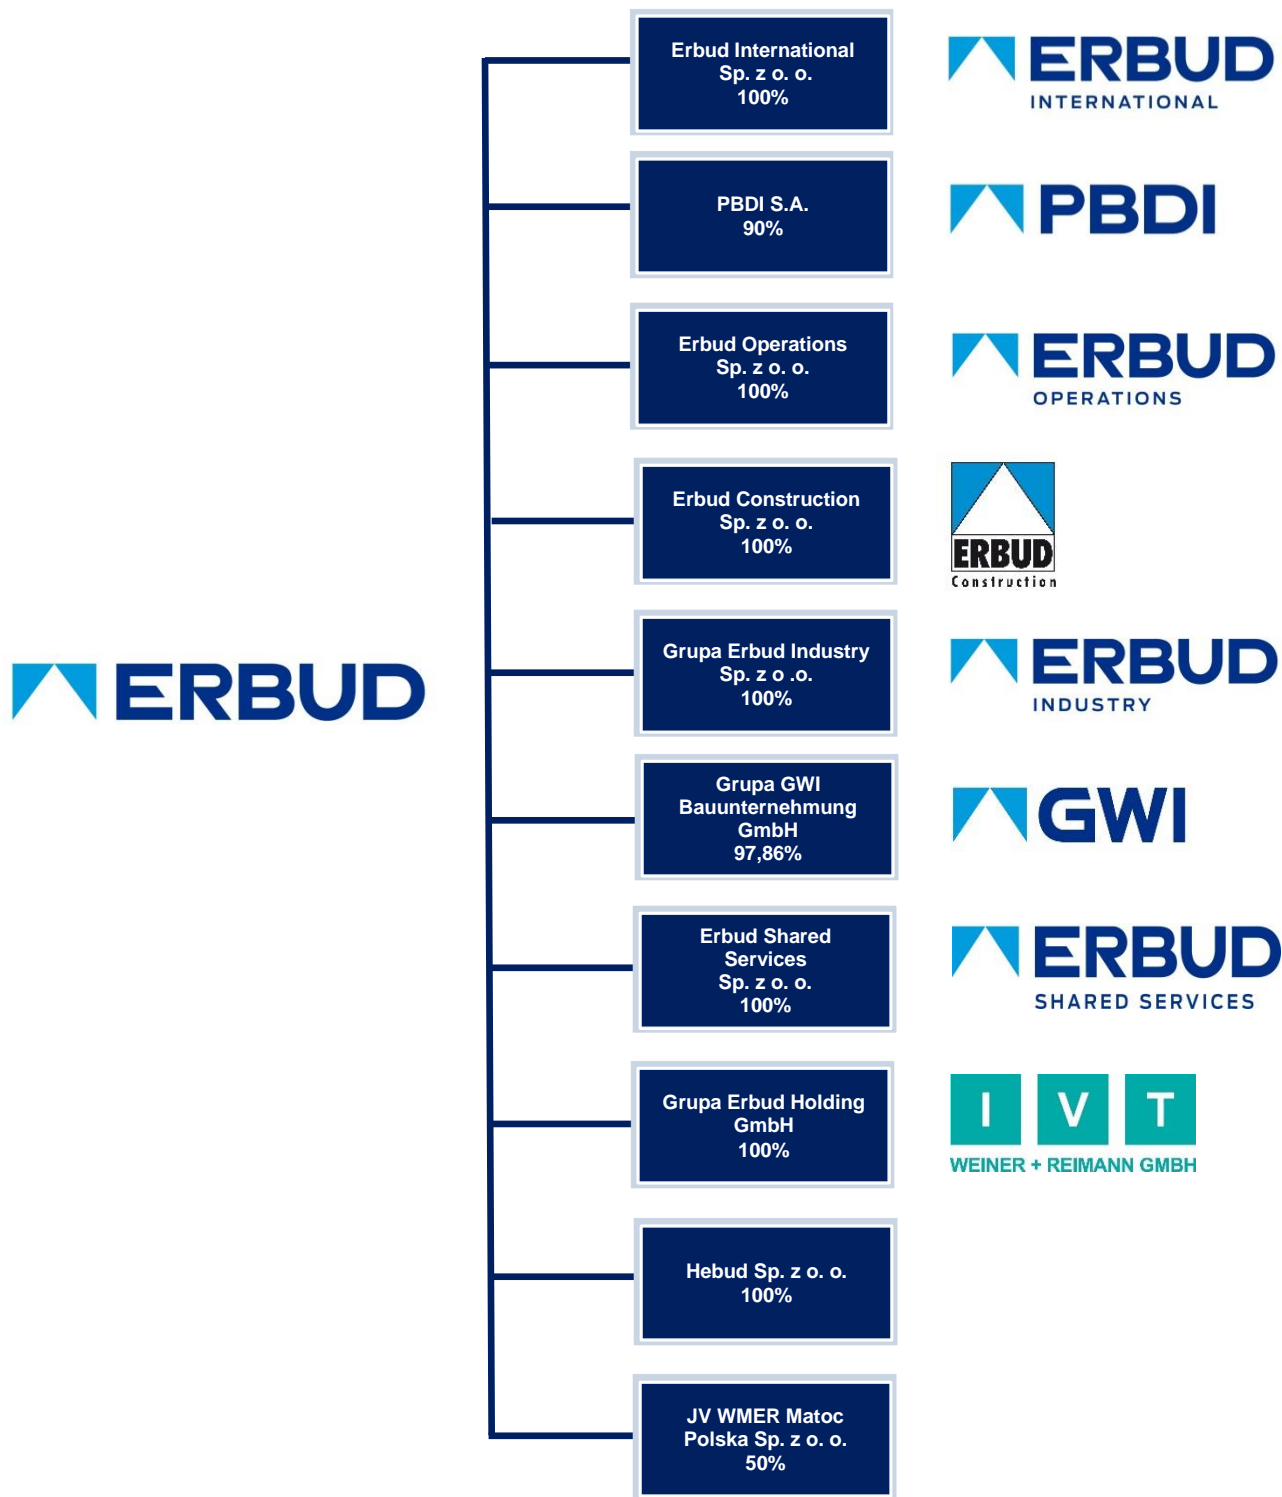 Erbud International
Sp. z o. o.
100%
ERBUD
INTERNATIONAL
PBDI S.A.
90%
PBDI
Erbud Operations
Sp. z o. o.
100%
ERBUD
OPERATIONS
Erbud Construction
Sp. z o. o.
100%
ERBUD
Construction
Grupa Erbud Industry
Sp. z o .o.
100%
ERBUD
INDUSTRY
ERBUD
Grupa GWI
Bauunternehmung
GmbH
97,86%
GWI
Erbud Shared
Services
Sp. z o. o.
100%
ERBUD
SHARED SERVICES
Grupa Erbud Holding
GmbH
100%
I V T
WEINER + REIMANN GMBH
Hebud Sp. z o. o.
100%
JV WMER Matoc
Polska Sp. z o. o.
50%